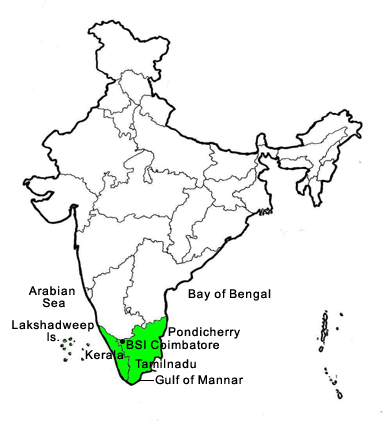 Arabian
Sea
Bay of Bengal
Lakshadweep
Is.
Pondicherry
BSI Coimbatore
Kerala
Tamilnadu
Gulf of Mannar